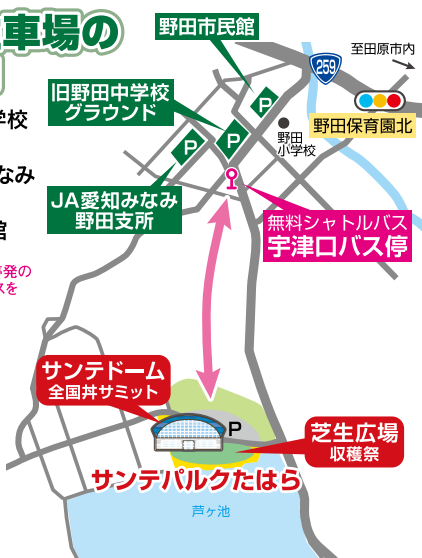 車場の
野田市民館
至田原市内
259
旧野田中学校
グラウンド
P
P
P
野田保育園北
野田
小学校
学校
なみ
JA愛知みなみ
野田支所
無料シャトルバス
宇津口バス停
館
停発の
スを
サンテドーム
全国丼サミット
P
芝生広場
収穫祭
サンテパルクたはら
芦ヶ池